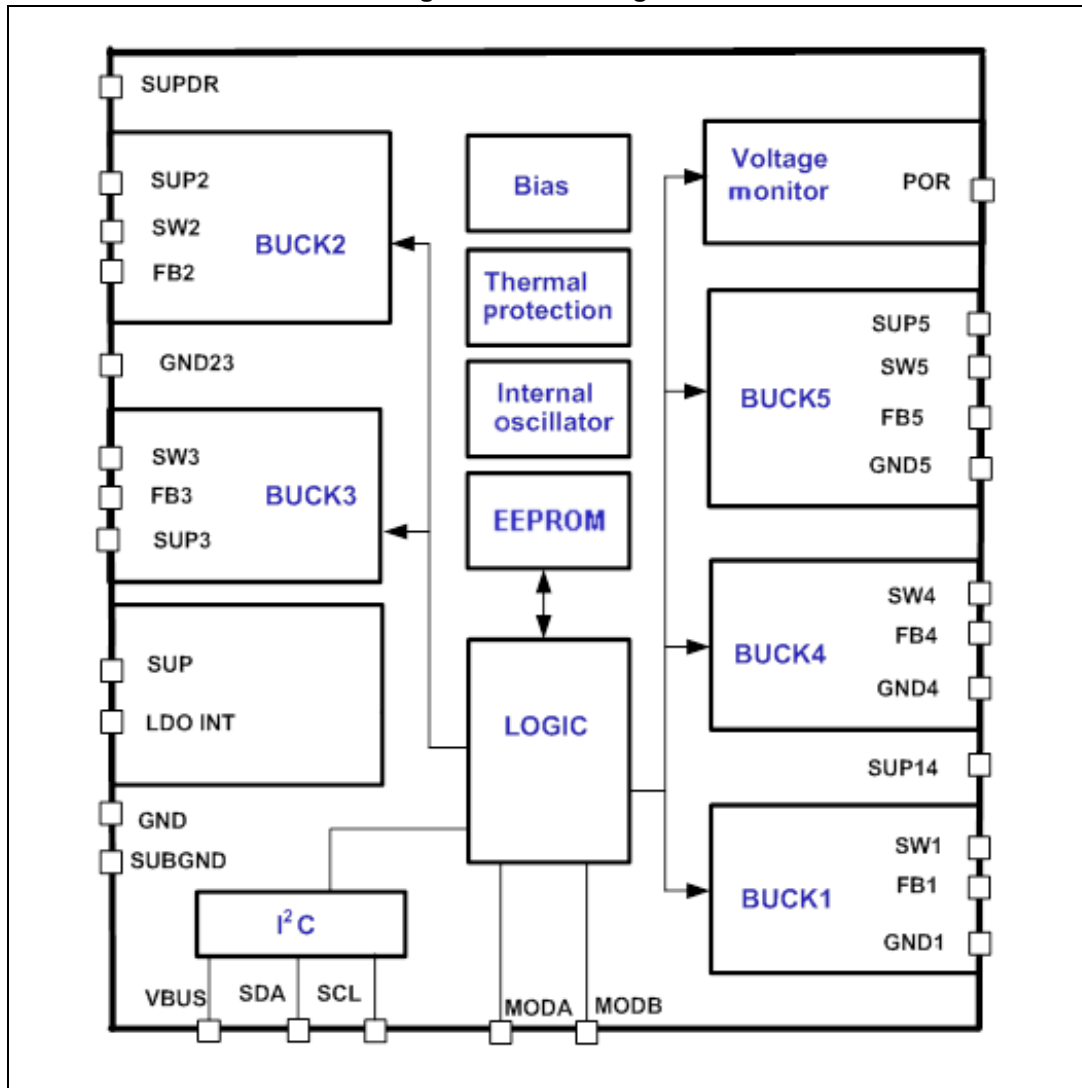 SUPDR
SUP2
SW2
BUCK2
FB2
GND23
SW3
FB3
BUCK3
SUP3
SUP
LDO INT
GND
SUBGND
I²C
VBUS
SDA
SCL
MODA
MODB
Bias
Thermal
protection
Internal
oscillator
EEPROM
LOGIC
Voltage
monitor
POR
SUP5
SW5
BUCK5
FB5
GND5
SW4
FB4
BUCK4
GND4
SUP14
SW1
FB1
BUCK1
GND1